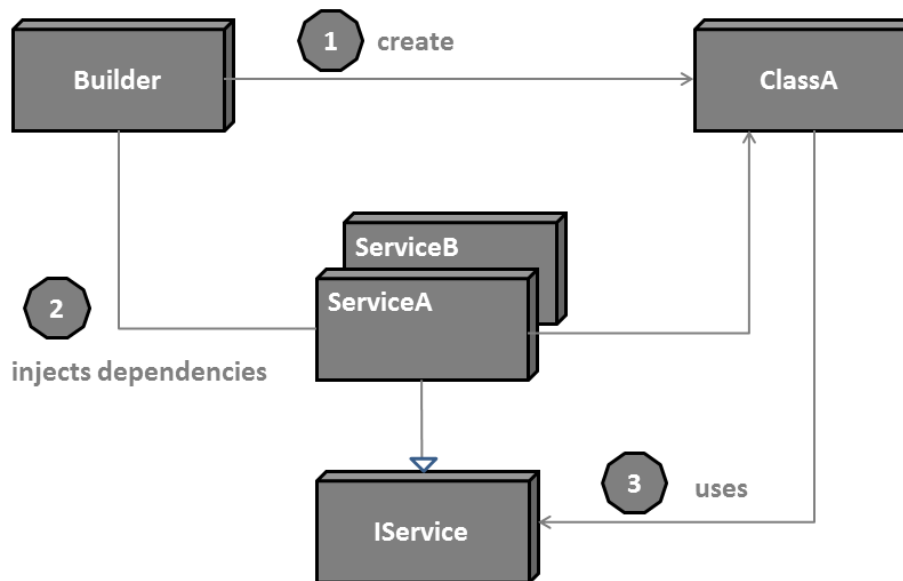 1 create
Builder
ClassA
ServiceB
ServiceA
2
injects dependencies
3 uses
IService